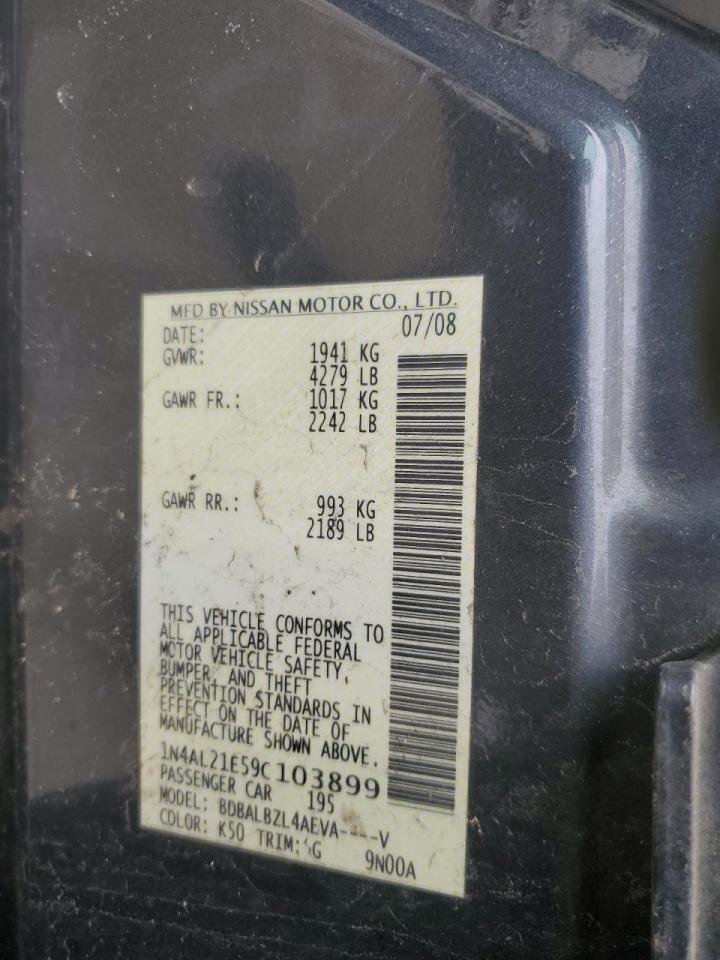 MFD BY NISSAN MOTOR CO., LTD.
DATE: 07/08
GVWR: 1941 KG
4279 LB
GAWR FR.: 1017 KG
2242 LB
GAWR RR.: 993 KG
2189 LB
THIS VEHICLE CONFORMS TO
ALL APPLICABLE FEDERAL
MOTOR VEHICLE SAFETY,
BUMPER, AND THEFT
PREVENTION STANDARDS IN
EFFECT ON THE DATE OF
MANUFACTURE SHOWN ABOVE.
1N4AL21E59C103899
PASSENGER CAR 195
MODEL: BDBALBZL4AEVA----V
COLOR: K50 TRIM: G 9N00A